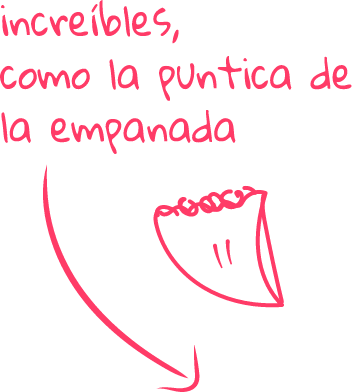 increíbles,
como la puntica de
la empanada